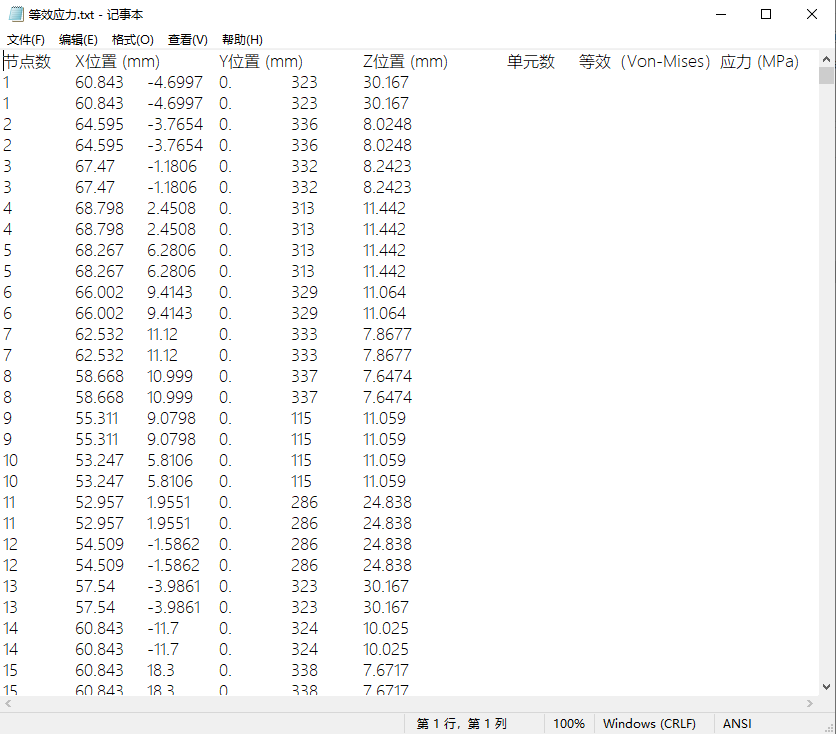 等效应力.txt - 记事本
文件(F) 编辑(E) 格式(O) 查看(V) 帮助(H)
节点数 X位置 (mm) Y位置 (mm) Z位置 (mm) 单元数 等效（Von-Mises）应力 (MPa)
1 60.843 -4.6997 0. 323 30.167
1 60.843 -4.6997 0. 323 30.167
2 64.595 -3.7654 0. 336 8.0248
2 64.595 -3.7654 0. 336 8.0248
3 67.47 -1.1806 0. 332 8.2423
3 67.47 -1.1806 0. 332 8.2423
4 68.798 2.4508 0. 313 11.442
4 68.798 2.4508 0. 313 11.442
5 68.267 6.2806 0. 313 11.442
5 68.267 6.2806 0. 313 11.442
6 66.002 9.4143 0. 329 11.064
6 66.002 9.4143 0. 329 11.064
7 62.532 11.12 0. 333 7.8677
7 62.532 11.12 0. 333 7.8677
8 58.668 10.999 0. 337 7.6474
8 58.668 10.999 0. 337 7.6474
9 55.311 9.0798 0. 115 11.059
9 55.311 9.0798 0. 115 11.059
10 53.247 5.8106 0. 115 11.059
10 53.247 5.8106 0. 115 11.059
11 52.957 1.9551 0. 286 24.838
11 52.957 1.9551 0. 286 24.838
12 54.509 -1.5862 0. 286 24.838
12 54.509 -1.5862 0. 286 24.838
13 57.54 -3.9861 0. 323 30.167
13 57.54 -3.9861 0. 323 30.167
14 60.843 -11.7 0. 324 10.025
14 60.843 -11.7 0. 324 10.025
15 60.843 18.3 0. 338 7.6717
15 60.843 18.3 0. 338 7.6717
第 1 行，第 1 列 100% Windows (CRLF) ANSI